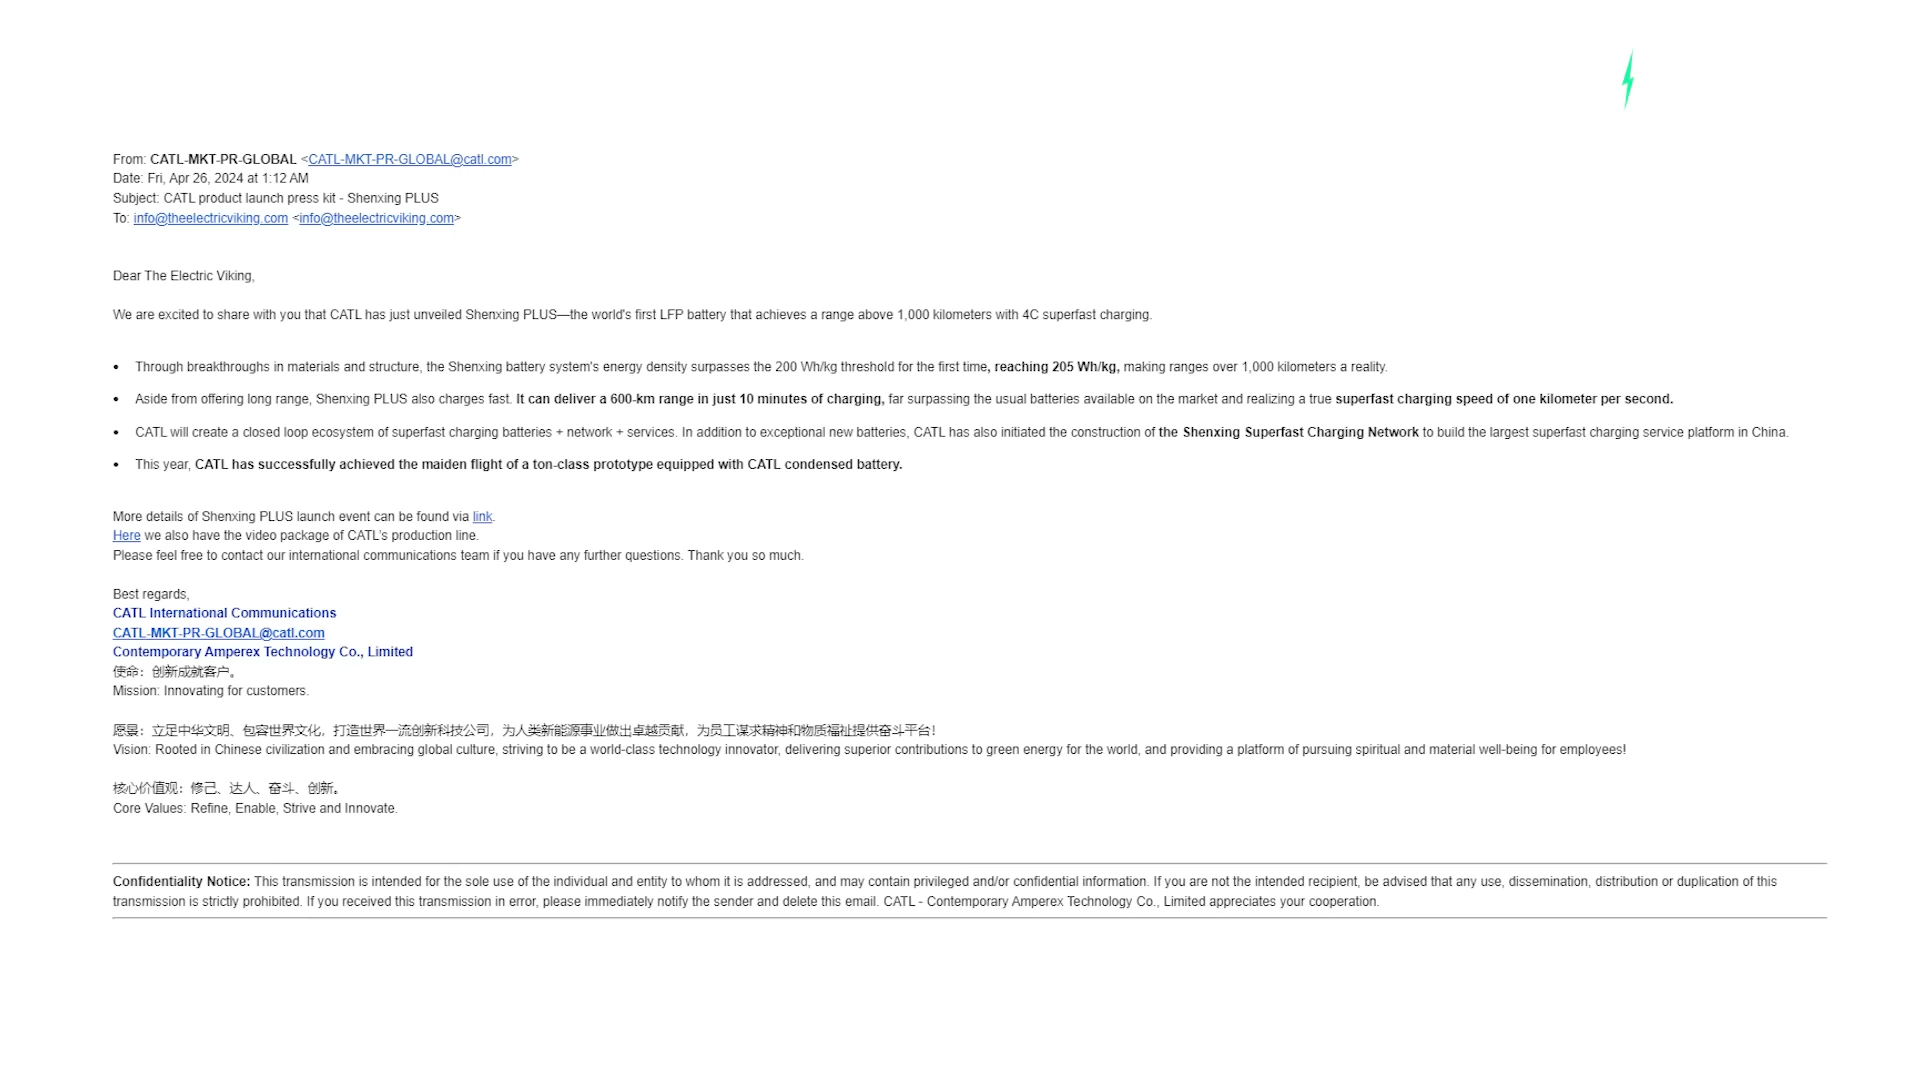 From: CATL-MKT-PR-GLOBAL <CATL-MKT-PR-GLOBAL@catl.com>
Date: Fri, Apr 26, 2024 at 1:12 AM
Subject: CATL product launch press kit - Shenxing PLUS
To: info@theelectricviking.com <info@theelectricviking.com>
Dear The Electric Viking,
We are excited to share with you that CATL has just unveiled Shenxing PLUS—the world's first LFP battery that achieves a range above 1,000 kilometers with 4C superfast charging.
• Through breakthroughs in materials and structure, the Shenxing battery system's energy density surpasses the 200 Wh/kg threshold for the first time, reaching 205 Wh/kg, making ranges over 1,000 kilometers a reality.
• Aside from offering long range, Shenxing PLUS also charges fast. It can deliver a 600-km range in just 10 minutes of charging, far surpassing the usual batteries available on the market and realizing a true superfast charging speed of one kilometer per second.
• CATL will create a closed loop ecosystem of superfast charging batteries + network + services. In addition to exceptional new batteries, CATL has also initiated the construction of the Shenxing Superfast Charging Network to build the largest superfast charging service platform in China.
• This year, CATL has successfully achieved the maiden flight of a ton-class prototype equipped with CATL condensed battery.
More details of Shenxing PLUS launch event can be found via link.
Here we also have the video package of CATL's production line.
Please feel free to contact our international communications team if you have any further questions. Thank you so much.
Best regards,
CATL International Communications
CATL-MKT-PR-GLOBAL@catl.com
Contemporary Amperex Technology Co., Limited
使命：创新成就客户。
Mission: Innovating for customers.
愿景：立足中华文明、包容世界文化，打造世界一流创新科技公司，为人类新能源事业做出卓越贡献，为员工谋求精神和物质福祉提供奋斗平台！
Vision: Rooted in Chinese civilization and embracing global culture, striving to be a world-class technology innovator, delivering superior contributions to green energy for the world, and providing a platform of pursuing spiritual and material well-being for employees!
核心价值观：修己、达人、奋斗、创新。
Core Values: Refine, Enable, Strive and Innovate.
Confidentiality Notice: This transmission is intended for the sole use of the individual and entity to whom it is addressed, and may contain privileged and/or confidential information. If you are not the intended recipient, be advised that any use, dissemination, distribution or duplication of this
transmission is strictly prohibited. If you received this transmission in error, please immediately notify the sender and delete this email. CATL - Contemporary Amperex Technology Co., Limited appreciates your cooperation.